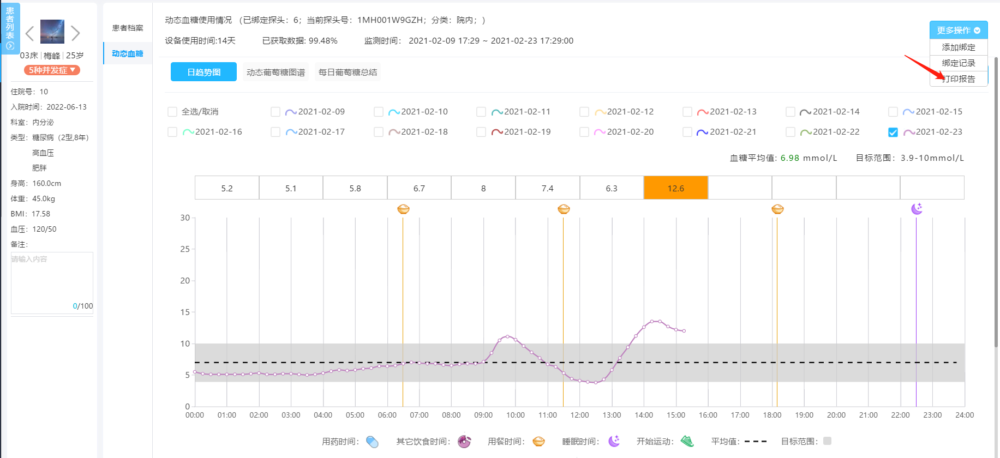 患者列表
03床 | 梅峰 | 25岁
5种并发症
住院号：10
入院时间：2022-06-13
科室：内分泌
类型：糖尿病（2型,8年）
高血压
肥胖
身高：160.0cm
体重：45.0kg
BMI：17.58
血压：120/50
备注：
请输入内容
0/100
患者档案
动态血糖
动态血糖使用情况 （已绑定探头：6；当前探头号：1MH001W9GZH；分类：院内；）
设备使用时间:14天 已获取数据: 99.48% 监测时间： 2021-02-09 17:29 ~ 2021-02-23 17:29:00
更多操作
添加绑定
绑定记录
打印报告
日趋势图 动态葡萄糖图谱 每日葡萄糖总结
全选/取消 2021-02-09 2021-02-10 2021-02-11 2021-02-12 2021-02-13 2021-02-14 2021-02-15
2021-02-16 2021-02-17 2021-02-18 2021-02-19 2021-02-20 2021-02-21 2021-02-22 2021-02-23
血糖平均值: 6.98 mmol/L 目标范围：3.9-10mmol/L
5.2 5.1 5.8 6.7 8 7.4 6.3 12.6
30
25
20
15
10
5
0
00:00 01:00 02:00 03:00 04:00 05:00 06:00 07:00 08:00 09:00 10:00 11:00 12:00 13:00 14:00 15:00 16:00 17:00 18:00 19:00 20:00 21:00 22:00 23:00 24:00
用药时间： 其它饮食时间： 用餐时间： 睡眠时间： 开始运动： 平均值： 目标范围：